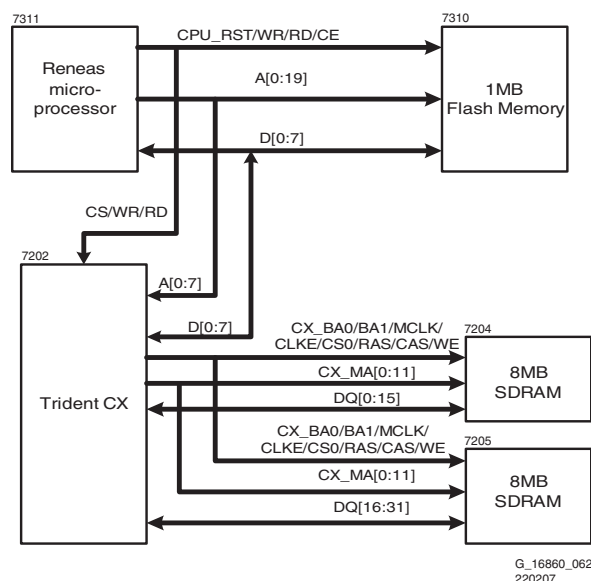 7311
7310
CPU_RST/WR/RD/CE
Reneas
micro-
processor
A[0:19]
1MB
Flash Memory
D[0:7]
CS/WR/RD
7202
A[0:7]
D[0:7]
CX_BA0/BA1/MCLK/
CLKE/CS0/RAS/CAS/WE
7204
CX_MA[0:11]
8MB
SDRAM
Trident CX
DQ[0:15]
CX_BA0/BA1/MCLK/
CLKE/CS0/RAS/CAS/WE
7205
CX_MA[0:11]
8MB
SDRAM
DQ[16:31]
G_16860_062
220207